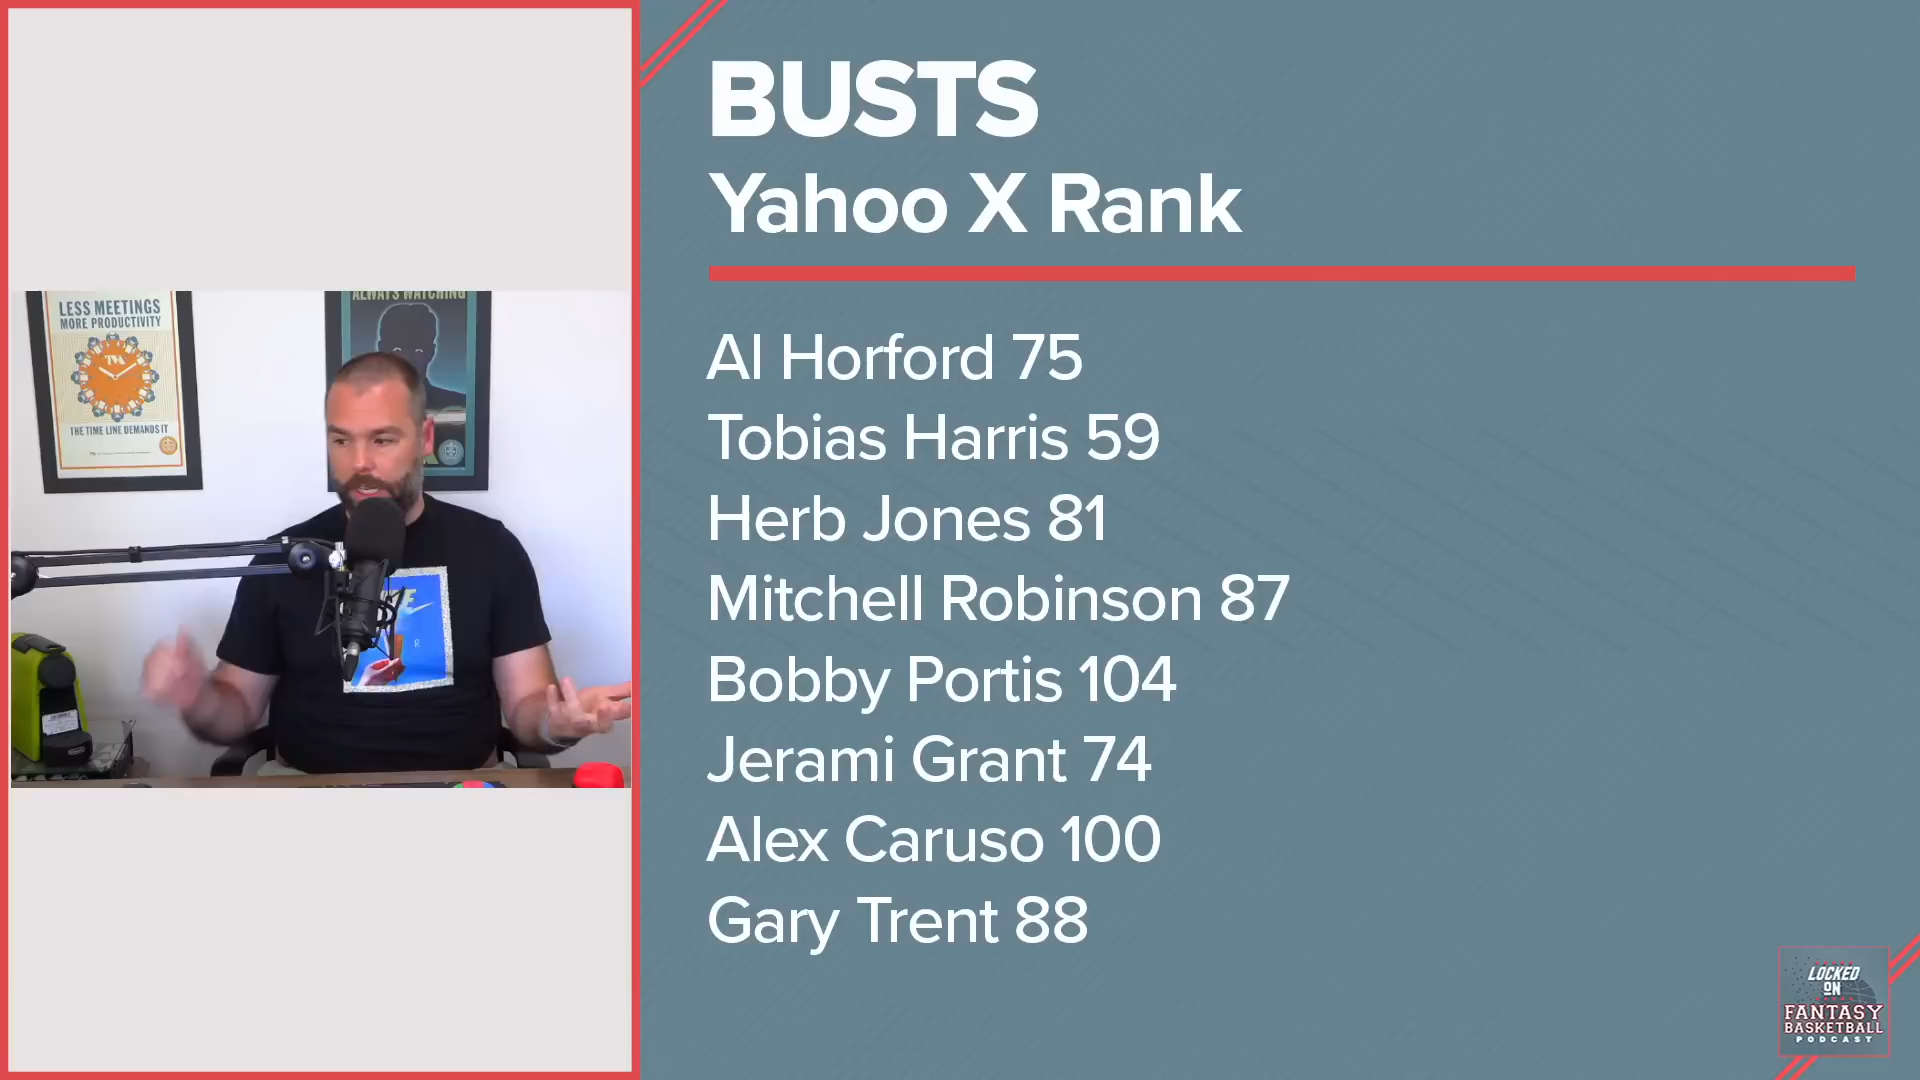 BUSTS
Yahoo X Rank
Al Horford 75
Tobias Harris 59
Herb Jones 81
Mitchell Robinson 87
Bobby Portis 104
Jerami Grant 74
Alex Caruso 100
Gary Trent 88
LESS MEETINGS
MORE PRODUCTIVITY
TVA
THE TIME LINE DEMANDS IT
ALWAYS WATCHING
LOCKED
ON
FANTASY
BASKETBALL
PODCAST